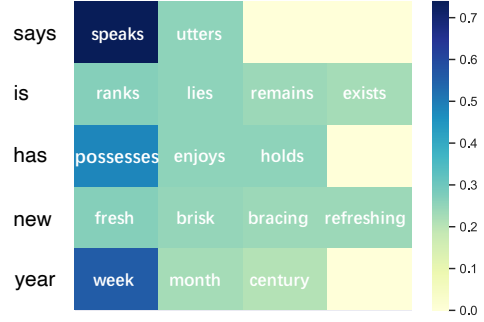 says speaks utters
is ranks lies remains exists
has possesses enjoys holds
new fresh brisk bracing refreshing
year week month century
0.7
0.6
0.5
0.4
0.3
0.2
0.1
0.0